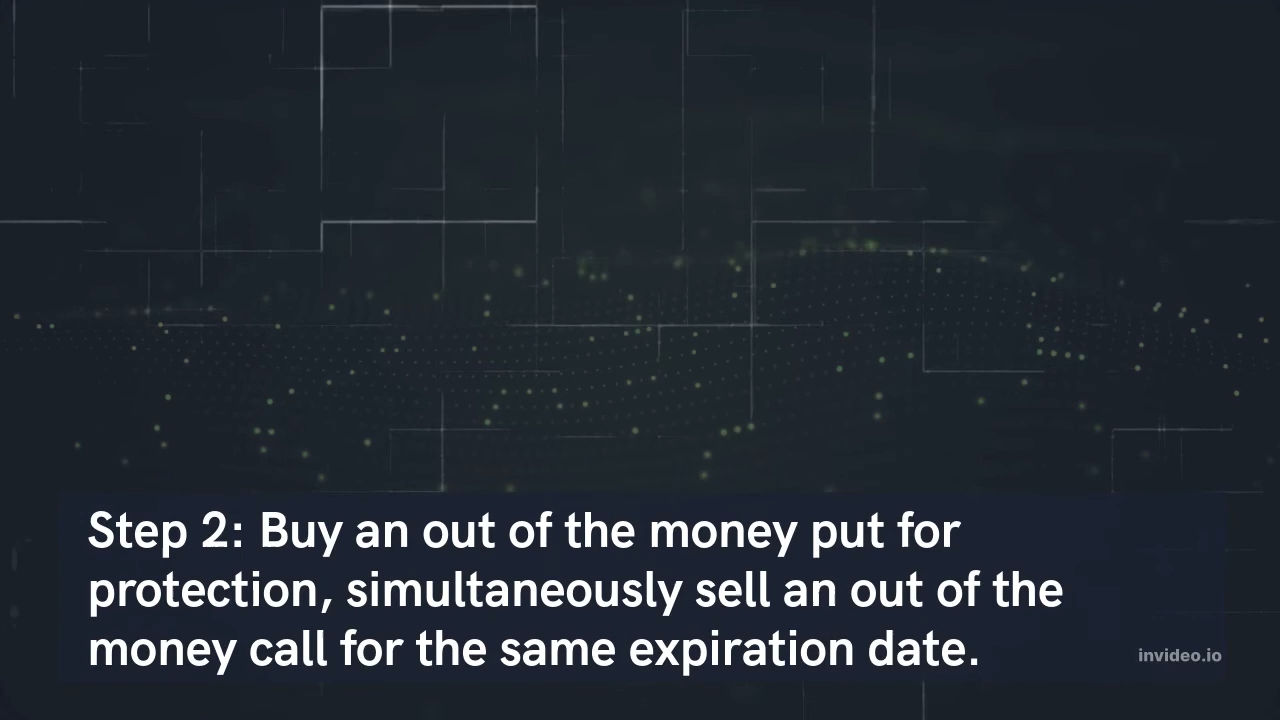 Step 2: Buy an out of the money put for
protection, simultaneously sell an out of the
money call for the same expiration date.
invideo.io